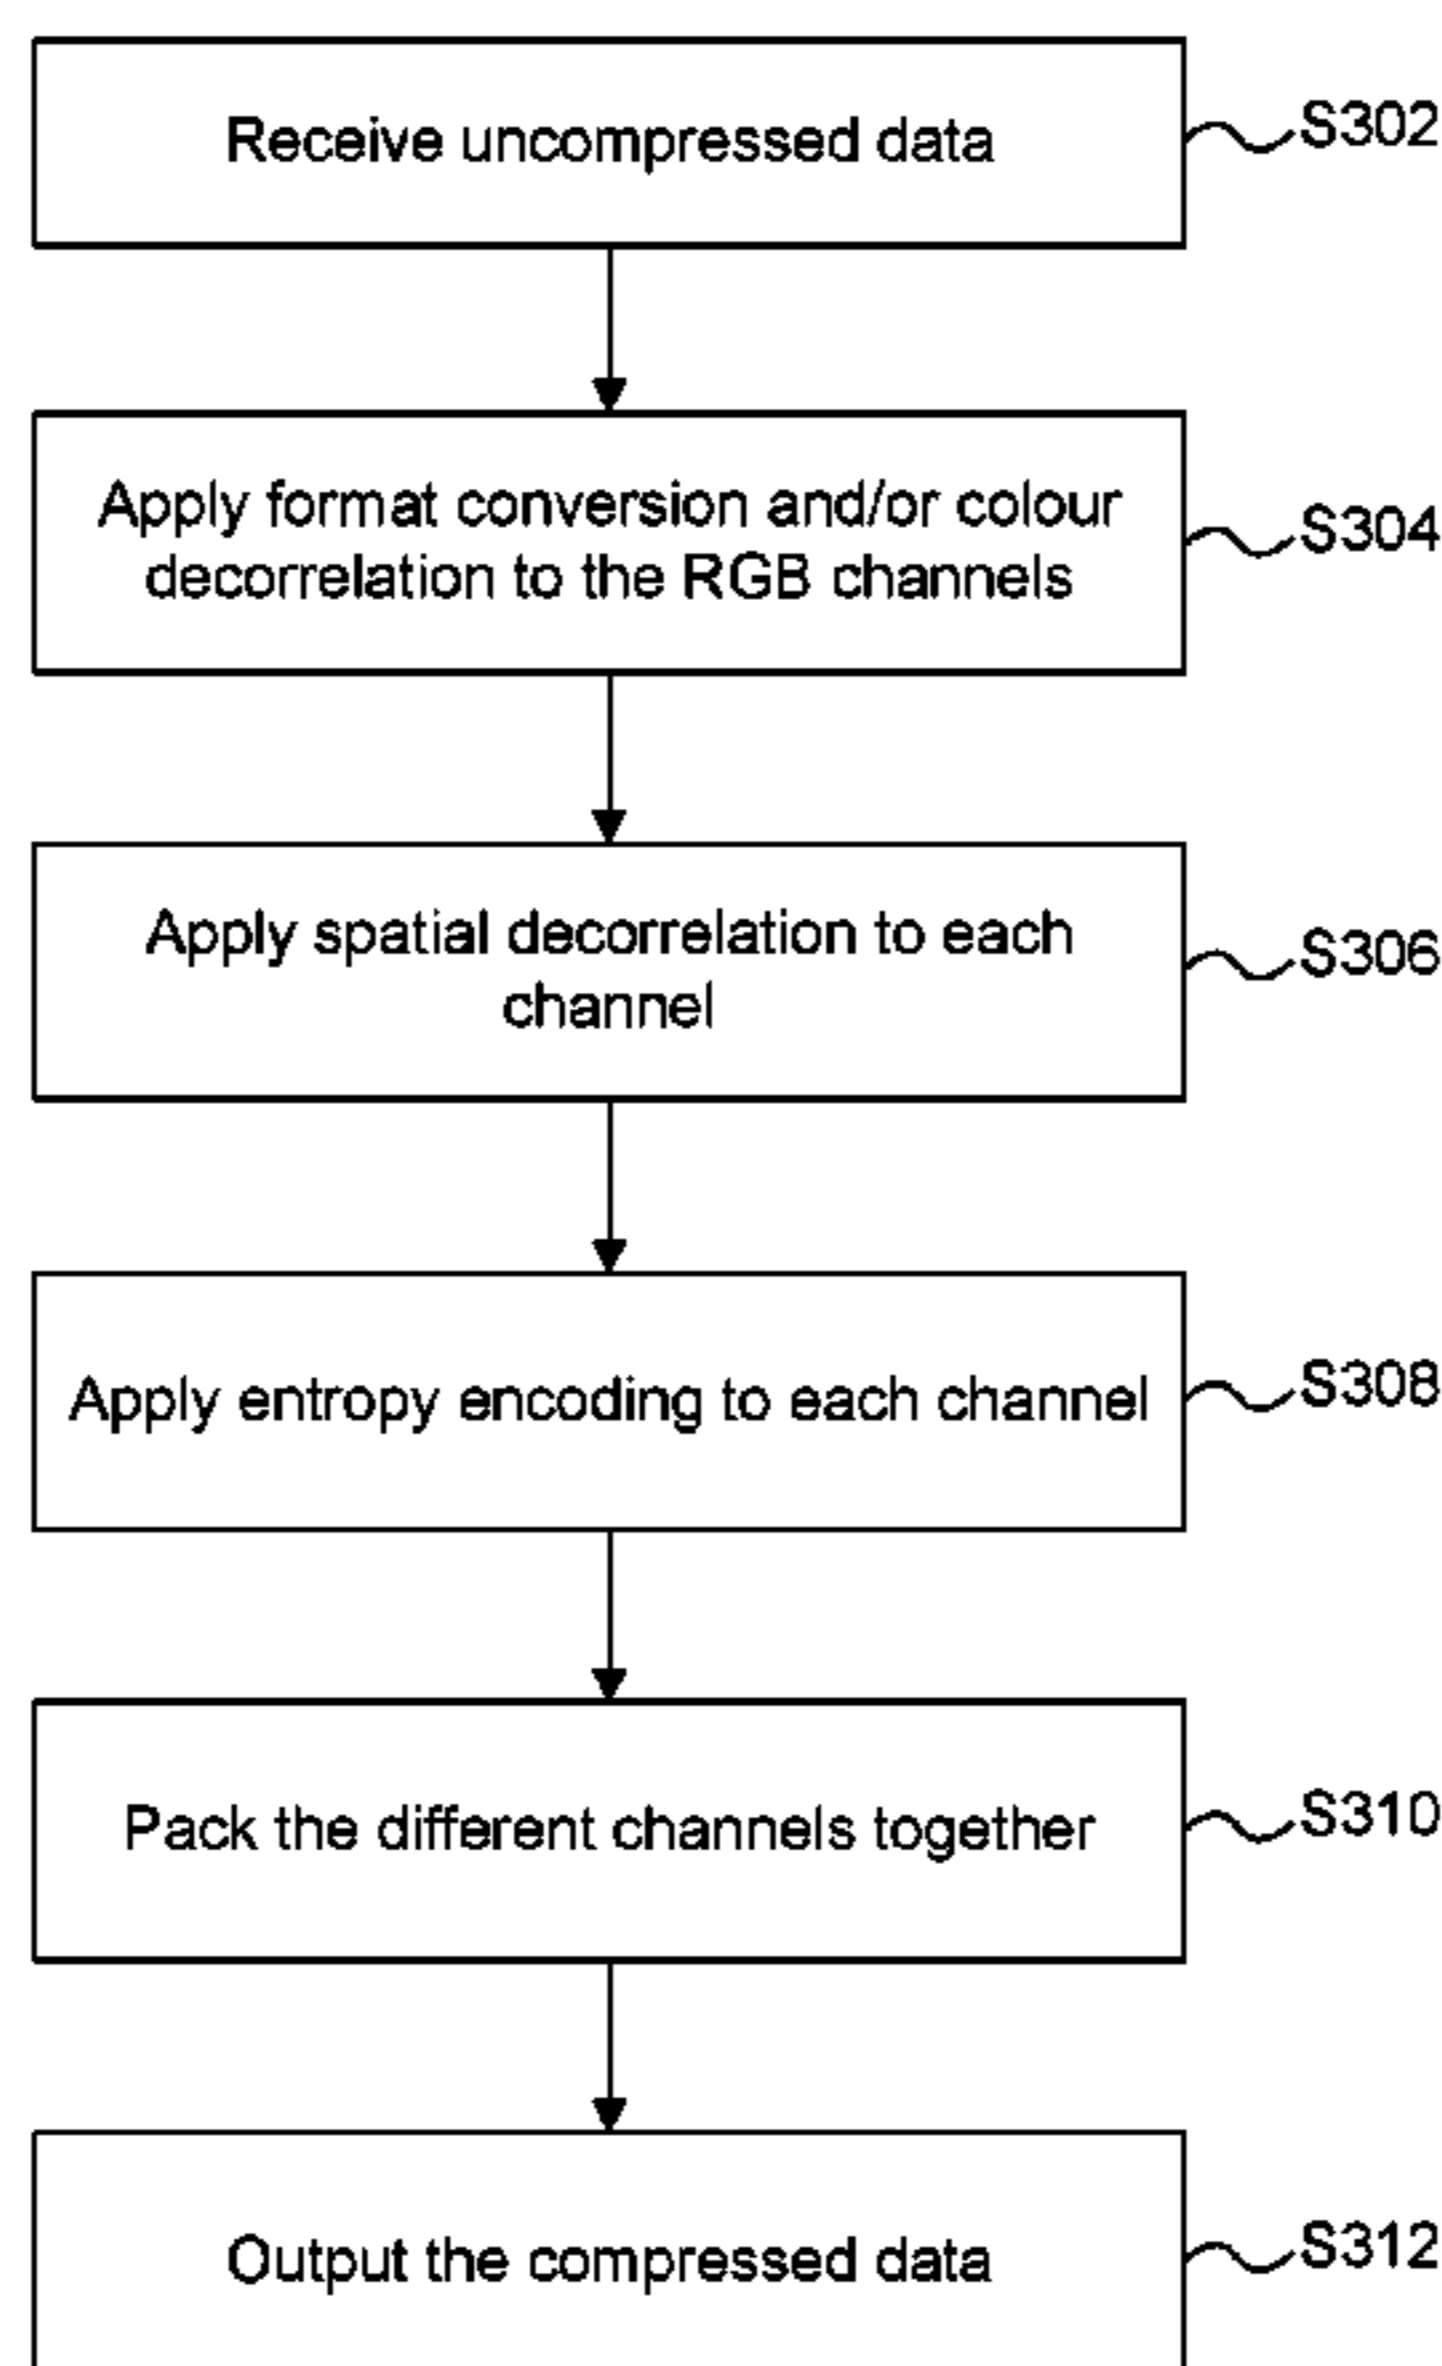 Receive uncompressed data
S302
Apply format conversion and/or colour
decorrelation to the RGB channels
S304
Apply spatial decorrelation to each
channel
S306
Apply entropy encoding to each channel
S308
Pack the different channels together
S310
Output the compressed data
S312